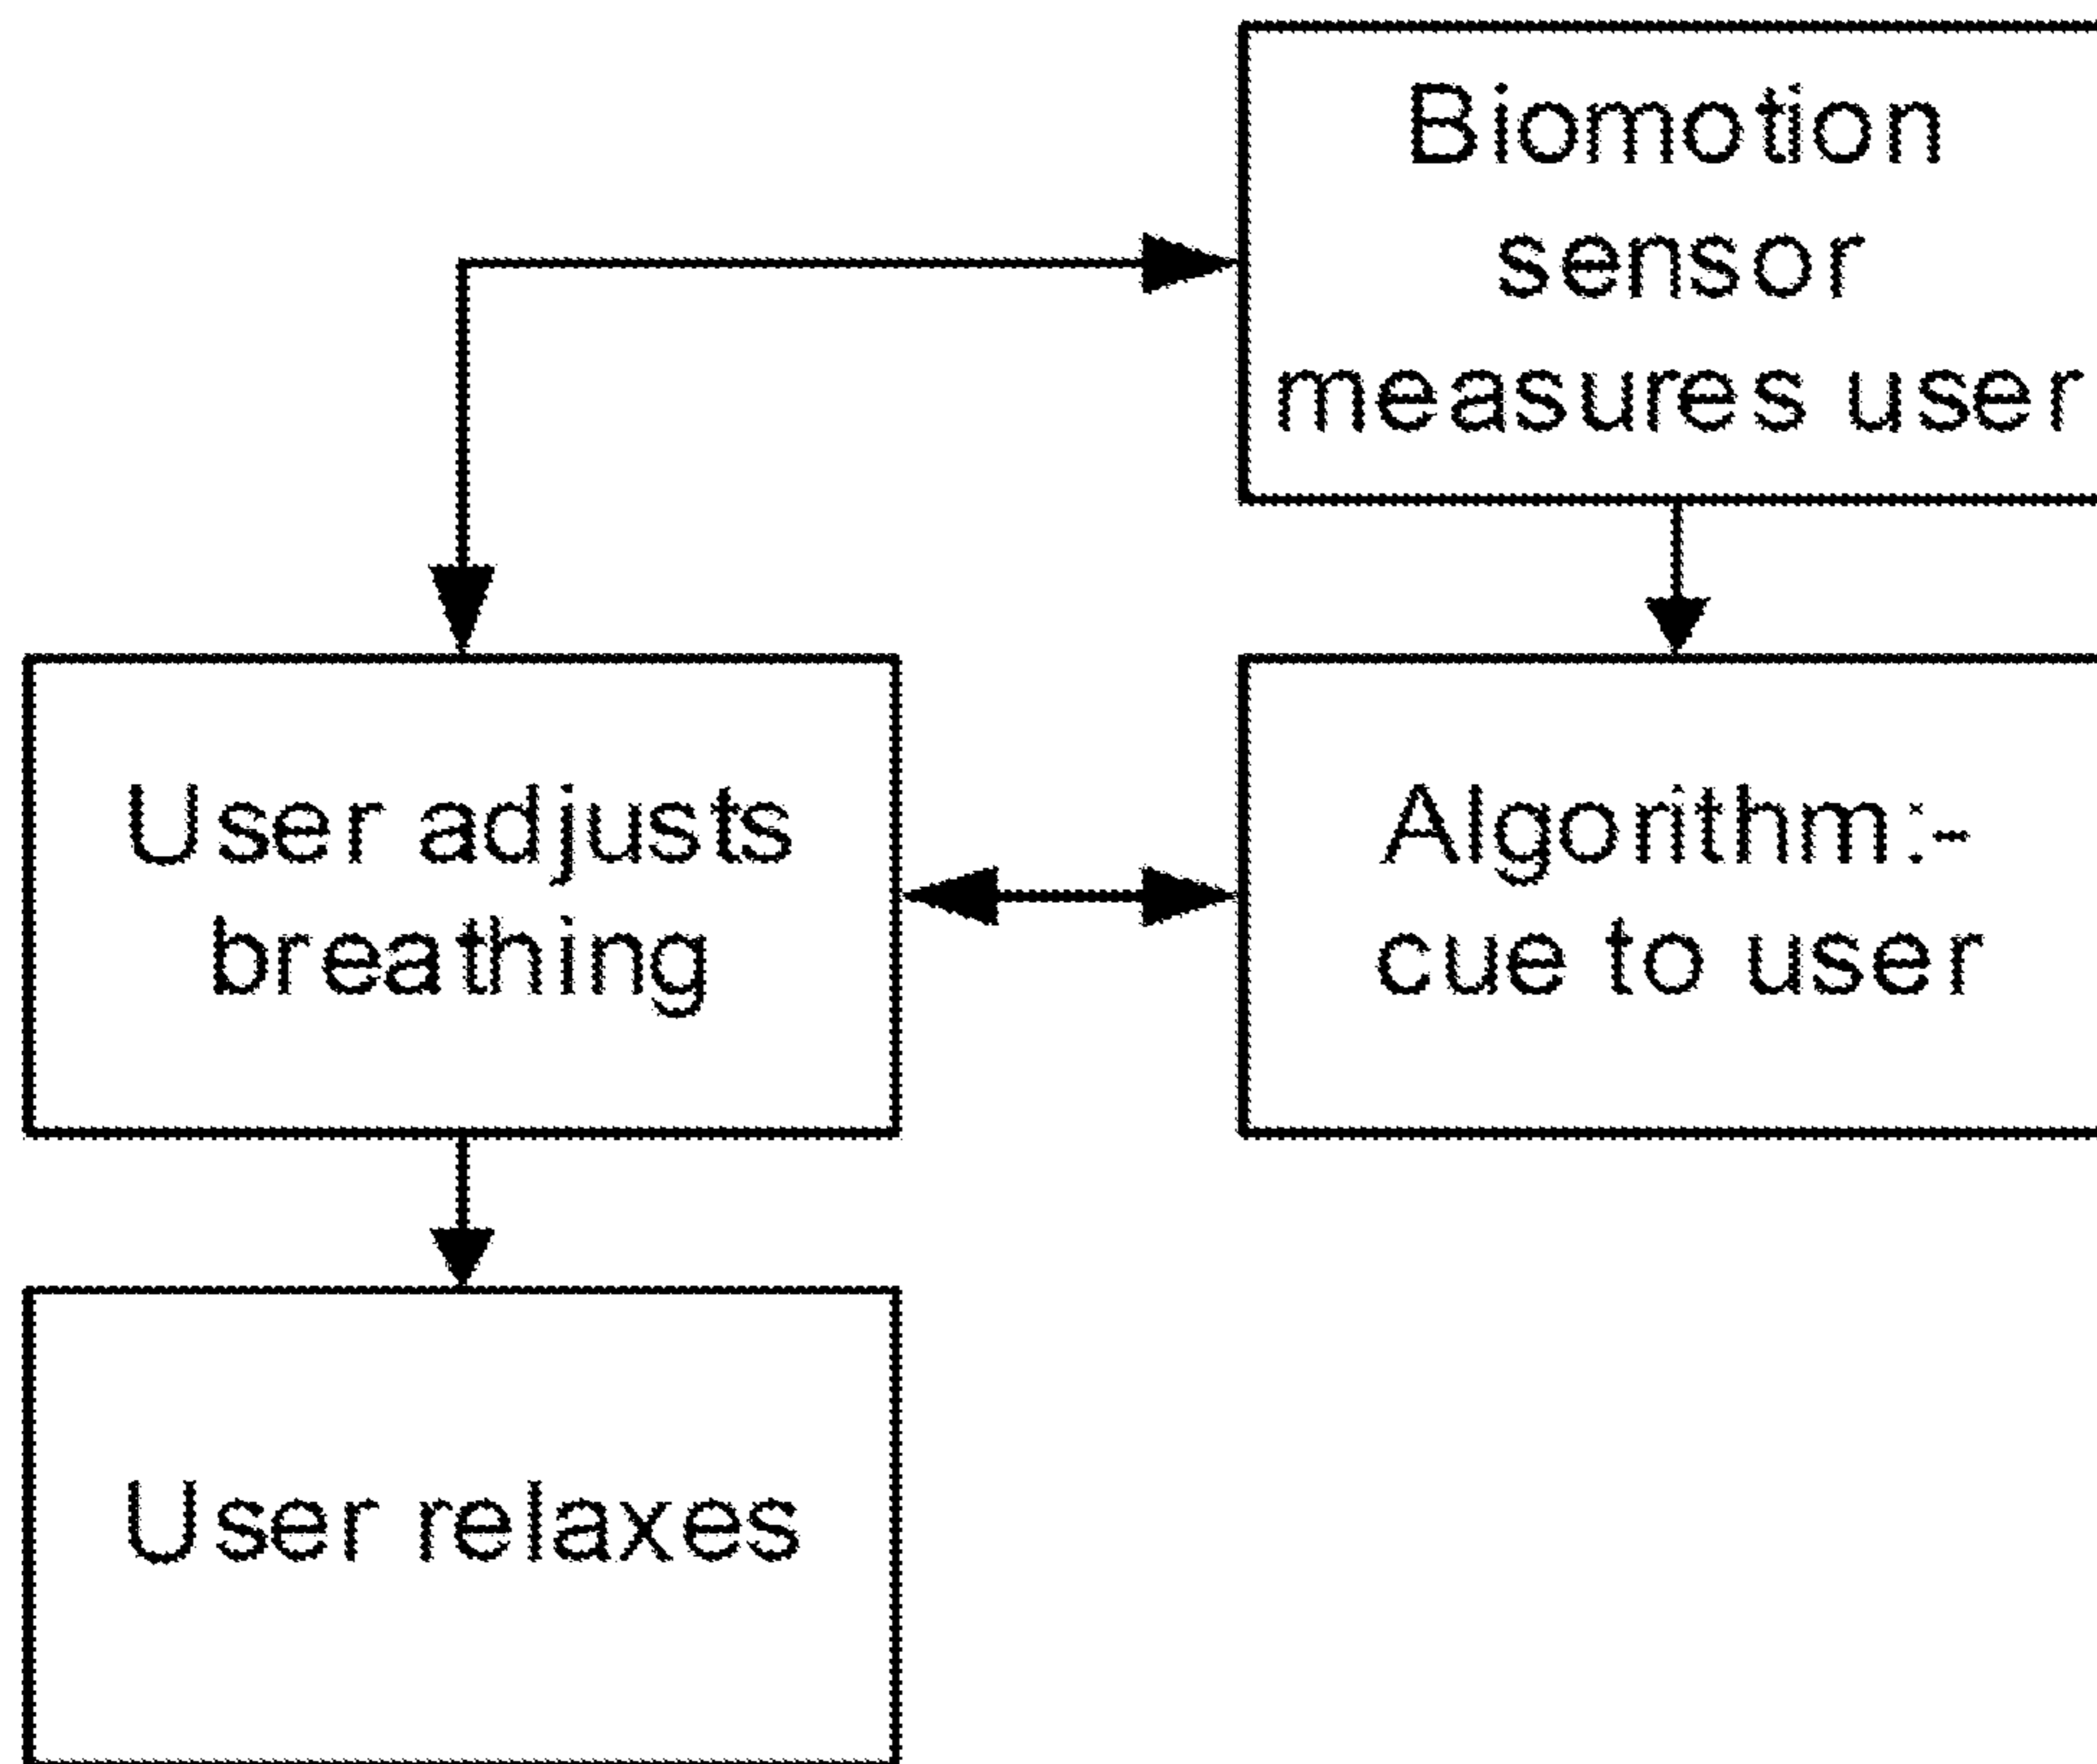 Biomotion
sensor
measures user
User adjusts
breathing
Algorithm:-
cue to user
User relaxes